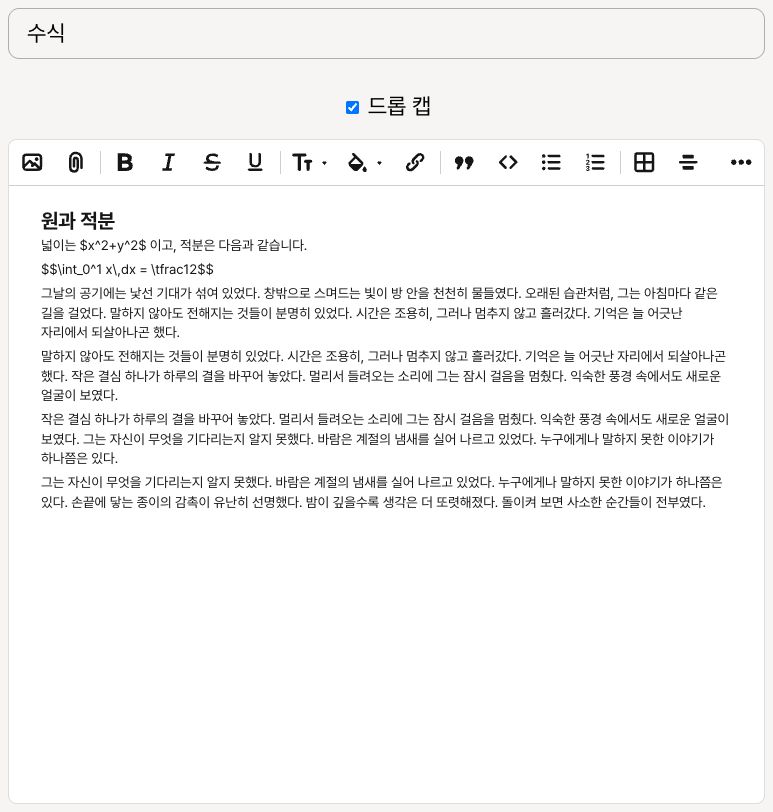 수식
드롭 캡
원과 적분
넓이는 $x^2+y^2$ 이고, 적분은 다음과 같습니다.
$$\int_0^1 x\,dx = \tfrac12$$
그날의 공기에는 낯선 기대가 섞여 있었다. 창밖으로 스며드는 빛이 방 안을 천천히 물들였다. 오래된 습관처럼, 그는 아침마다 같은
길을 걸었다. 말하지 않아도 전해지는 것들이 분명히 있었다. 시간은 조용히, 그러나 멈추지 않고 흘러갔다. 기억은 늘 어긋난
자리에서 되살아나곤 했다.
말하지 않아도 전해지는 것들이 분명히 있었다. 시간은 조용히, 그러나 멈추지 않고 흘러갔다. 기억은 늘 어긋난 자리에서 되살아나곤
했다. 작은 결심 하나가 하루의 결을 바꾸어 놓았다. 멀리서 들려오는 소리에 그는 잠시 걸음을 멈췄다. 익숙한 풍경 속에서도 새로운
얼굴이 보였다.
작은 결심 하나가 하루의 결을 바꾸어 놓았다. 멀리서 들려오는 소리에 그는 잠시 걸음을 멈췄다. 익숙한 풍경 속에서도 새로운 얼굴이
보였다. 그는 자신이 무엇을 기다리는지 알지 못했다. 바람은 계절의 냄새를 실어 나르고 있었다. 누구에게나 말하지 못한 이야기가
하나쯤은 있다.
그는 자신이 무엇을 기다리는지 알지 못했다. 바람은 계절의 냄새를 실어 나르고 있었다. 누구에게나 말하지 못한 이야기가 하나쯤은
있다. 손끝에 닿는 종이의 감촉이 유난히 선명했다. 밤이 깊을수록 생각은 더 또렷해졌다. 돌이켜 보면 사소한 순간들이 전부였다.